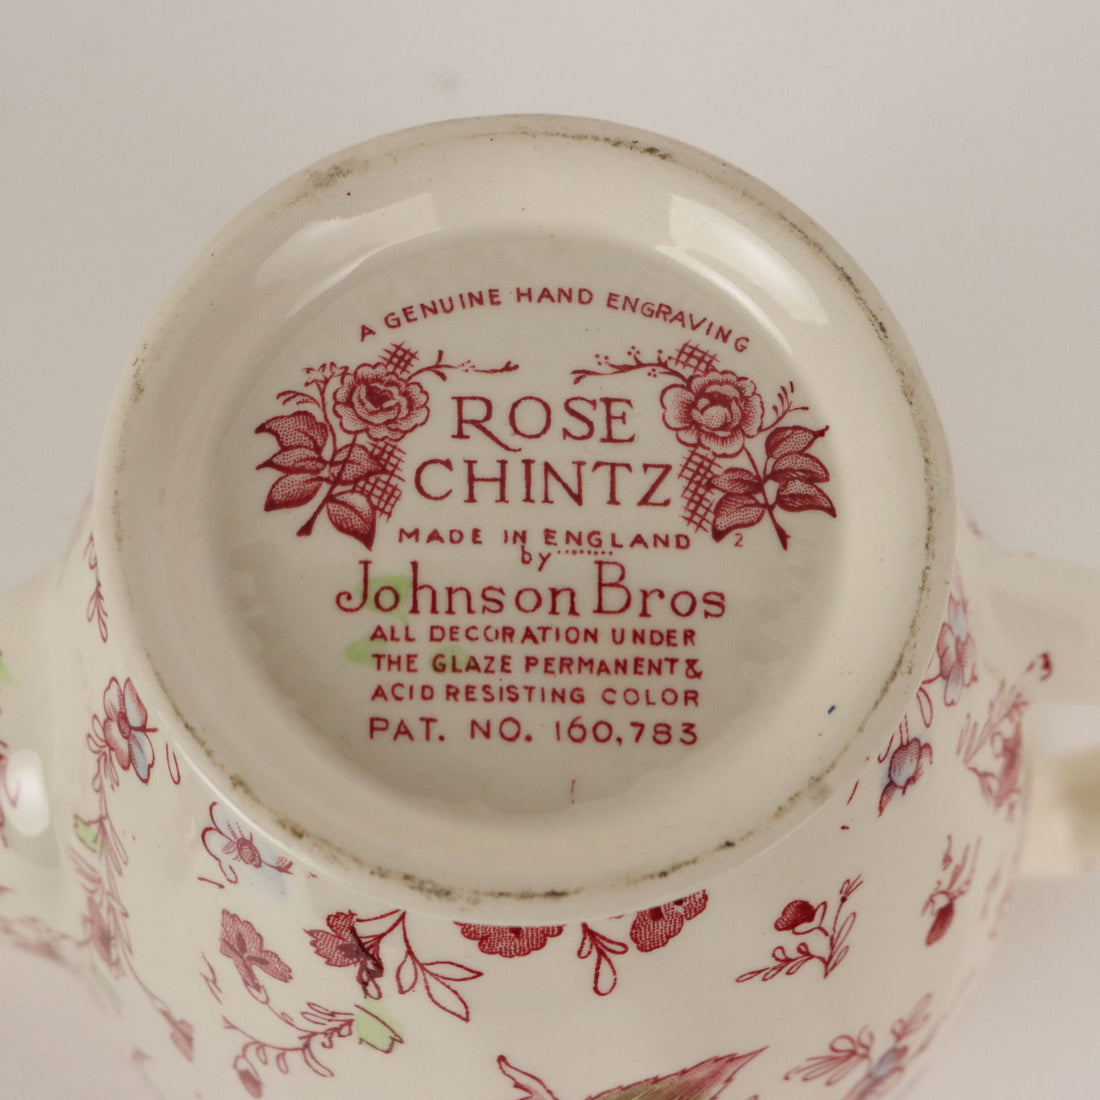 A GENUINE HAND ENGRAVING
ROSE
CHINTZ
MADE IN ENGLAND
2
by
Johnson Bros
ALL DECORATION UNDER
THE GLAZE PERMANENT &
ACID RESISTING COLOR
PAT. NO. 160,783